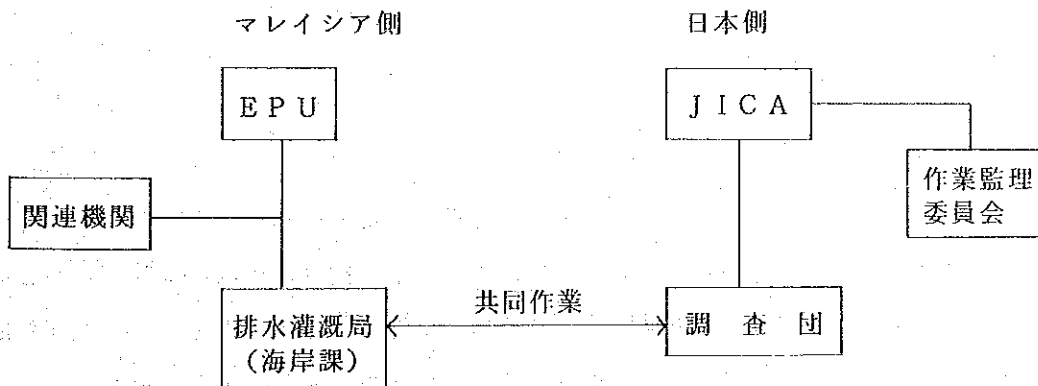 マレイシア側
日本側
EPU
JICA
作業監理
委員会
関連機関
共同作業
排水灌漑局
(海岸課)
調査団